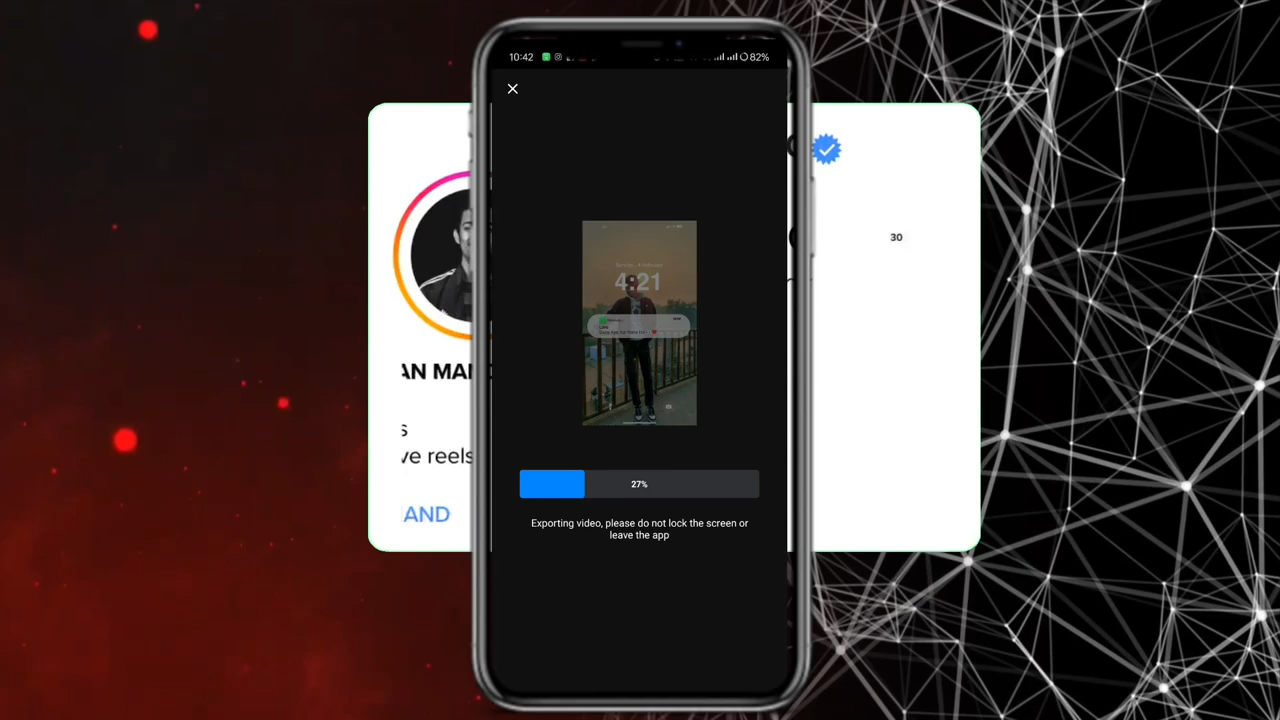 10:42
82%
30
4:21
AN MAN
s
ve reels
AND
27%
Exporting video, please do not lock the screen or
leave the app